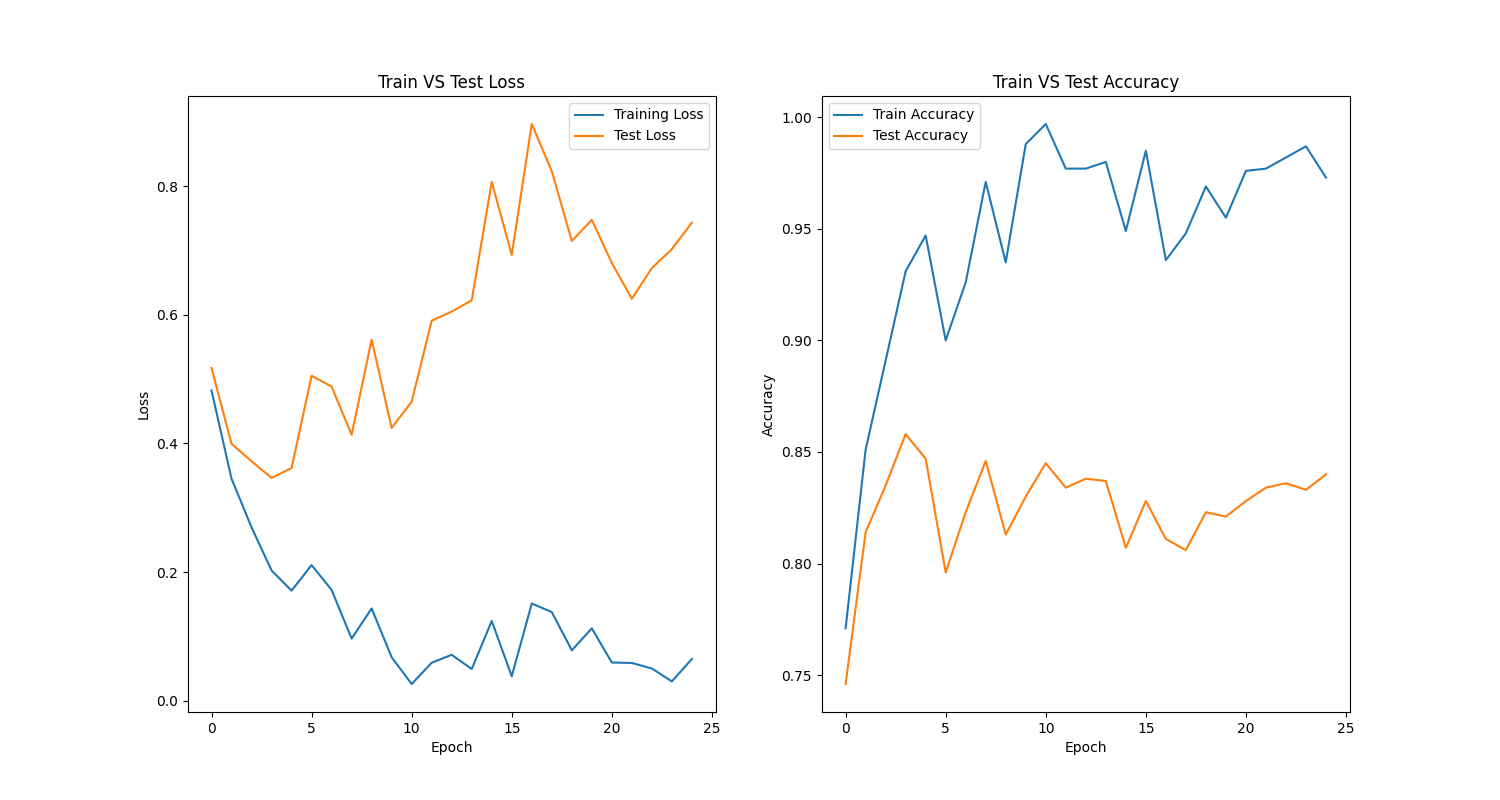 Train VS Test Loss
Training Loss
Test Loss
0.8
0.6
0.4
0.2
0.0
Loss
0 5 10 15 20 25
Epoch
Train VS Test Accuracy
Train Accuracy
Test Accuracy
1.00
0.95
0.90
0.85
0.80
0.75
Accuracy
0 5 10 15 20 25
Epoch